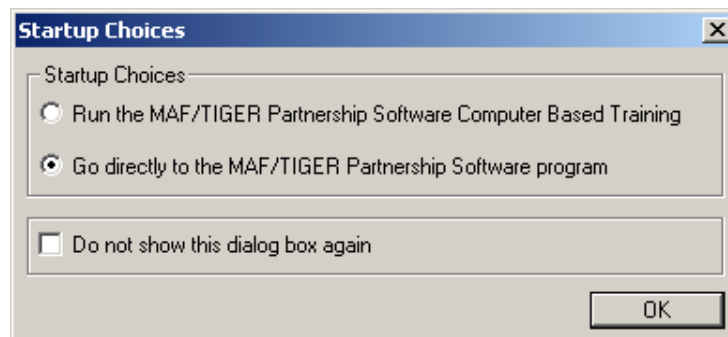 Startup Choices
Startup Choices
Run the MAF/TIGER Partnership Software Computer Based Training
Go directly to the MAF/TIGER Partnership Software program
Do not show this dialog box again
OK